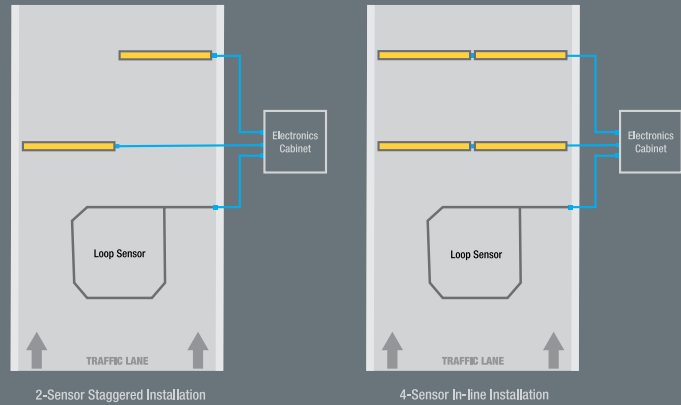 Electronics
Cabinet
Loop Sensor
TRAFFIC LANE
2-Sensor Staggered Installation
Electronics
Cabinet
Loop Sensor
TRAFFIC LANE
4-Sensor In-line Installation